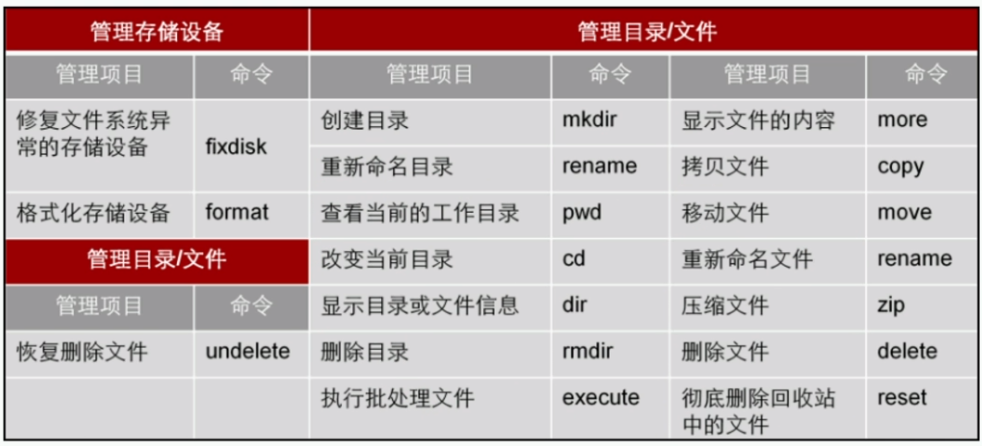 管理存储设备 管理目录/文件
管理项目 命令 管理项目 命令 管理项目 命令
修复文件系统异
常的存储设备 fixdisk 创建目录 mkdir 显示文件的内容 more
重新命名目录 rename 拷贝文件 copy
格式化存储设备 format 查看当前的工作目录 pwd 移动文件 move
管理目录/文件 改变当前目录 cd 重新命名文件 rename
管理项目 命令 显示目录或文件信息 dir 压缩文件 zip
恢复删除文件 undelete 删除目录 rmdir 删除文件 delete
执行批处理文件 execute 彻底删除回收站 reset
中的文件